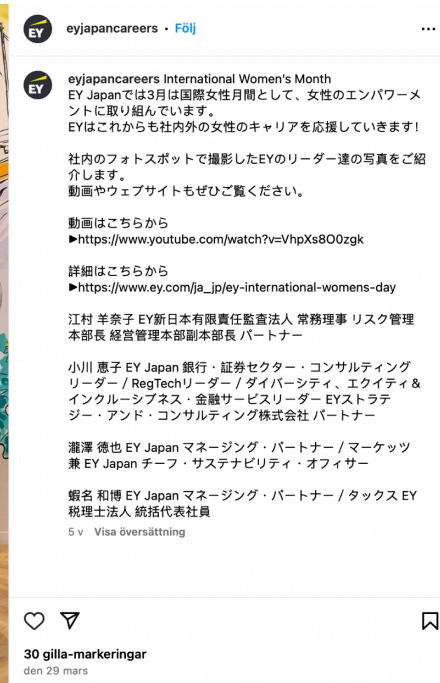 EY
eyjapancareers • Följ
EY
eyjapancareers International Women's Month
EY Japanでは3月は国際女性月間として、女性のエンパワーメ
ントに取り組んでいます。
EYはこれからも社内外の女性のキャリアを応援していきます!
社内のフォトスポットで撮影したEYのリーダー達の写真をご紹
介します。
動画やウェブサイトもぜひご覧ください。
動画はこちらから
▶https://www.youtube.com/watch?v=VhpXs8O0zgk
詳細はこちらから
▶https://www.ey.com/ja_jp/ey-international-womens-day
江村 羊奈子 EY新日本有限責任監査法人 常務理事 リスク管理
本部長 経営管理本部副本部長 パートナー
小川 恵子 EY Japan 銀行・証券セクター・コンサルティング
リーダー / RegTechリーダー / ダイバーシティ、エクイティ＆
インクルーシブネス・金融サービスリーダー EYストラテ
ジー・アンド・コンサルティング株式会社 パートナー
瀧澤 徳也 EY Japan マネージング・パートナー / マーケッツ
兼 EY Japan チーフ・サステナビリティ・オフィサー
蝦名 和博 EY Japan マネージング・パートナー / タックス EY
税理士法人 統括代表社員
5 v Visa översättning
30 gilla-markeringar
den 29 mars